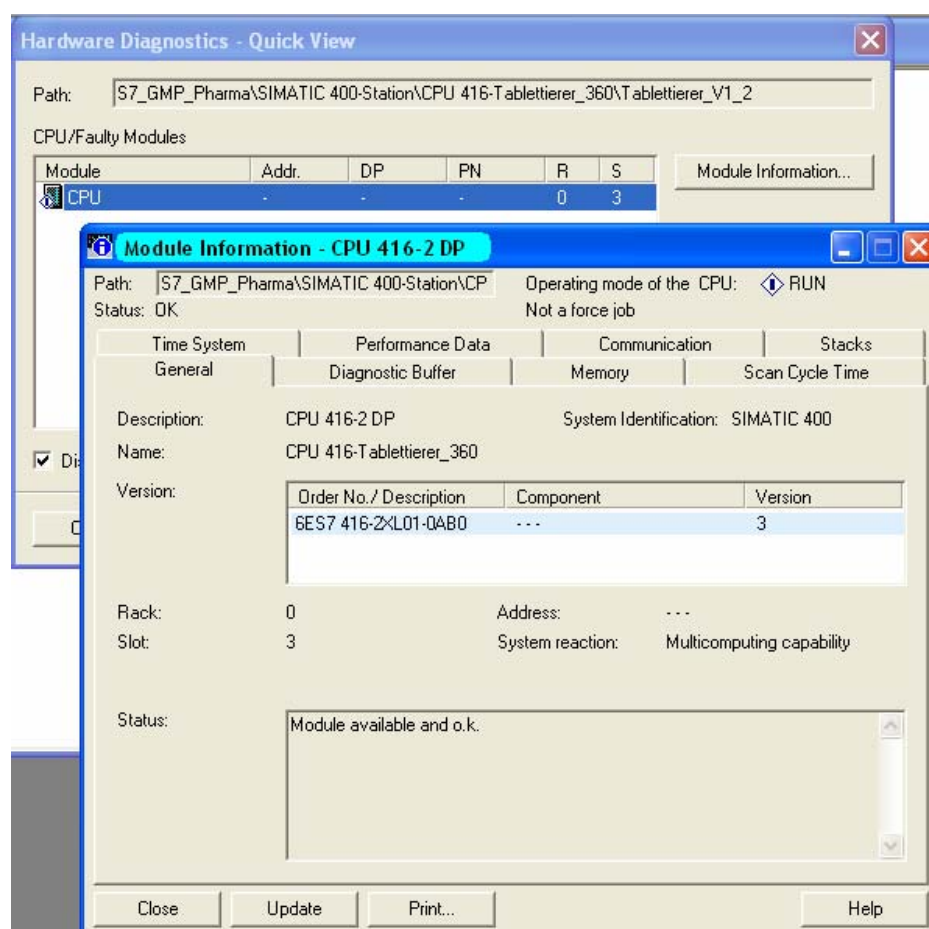 Hardware Diagnostics - Quick View
Path: S7_GMP_Pharma\SIMATIC 400-Station\CPU 416-Tablettierer_360\Tablettierer_V1_2
CPU/Faulty Modules
Module Addr. DP PN R S Module Information...
CPU - - - 0 3
Module Information - CPU 416-2 DP
Path: S7_GMP_Pharma\SIMATIC 400-Station\CP Operating mode of the CPU: RUN
Status: OK Not a force job
Time System Performance Data Communication Stacks
General Diagnostic Buffer Memory Scan Cycle Time
Description: CPU 416-2 DP System Identification: SIMATIC 400
Name: CPU 416-Tablettierer_360
Version: Order No./ Description Component Version
6ES7 416-2XL01-0AB0 - - - 3
Rack: 0 Address: - - -
Slot: 3 System reaction: Multicomputing capability
Status: Module available and o.k.
Close Update Print... Help